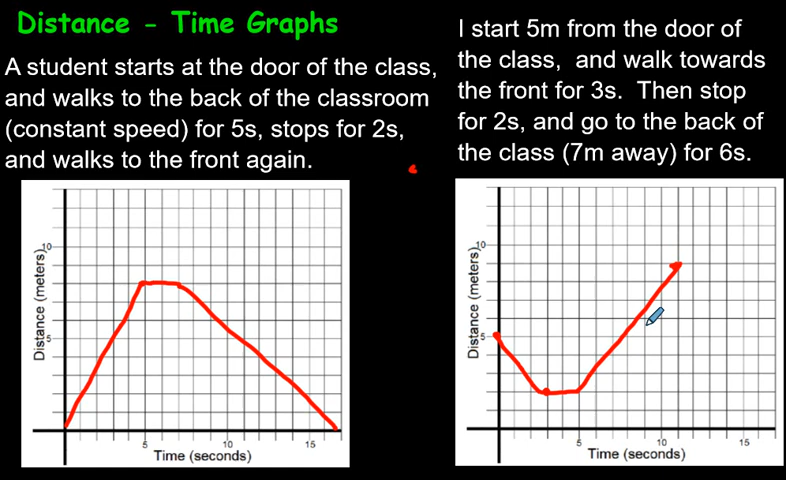 Distance - Time Graphs
A student starts at the door of the class,
and walks to the back of the classroom
(constant speed) for 5s, stops for 2s,
and walks to the front again.
I start 5m from the door of
the class, and walk towards
the front for 3s. Then stop
for 2s, and go to the back of
the class (7m away) for 6s.
Distance (meters)
10
5
5 10 15
Time (seconds)
Distance (meters)
10
5
5 10 15
Time (seconds)